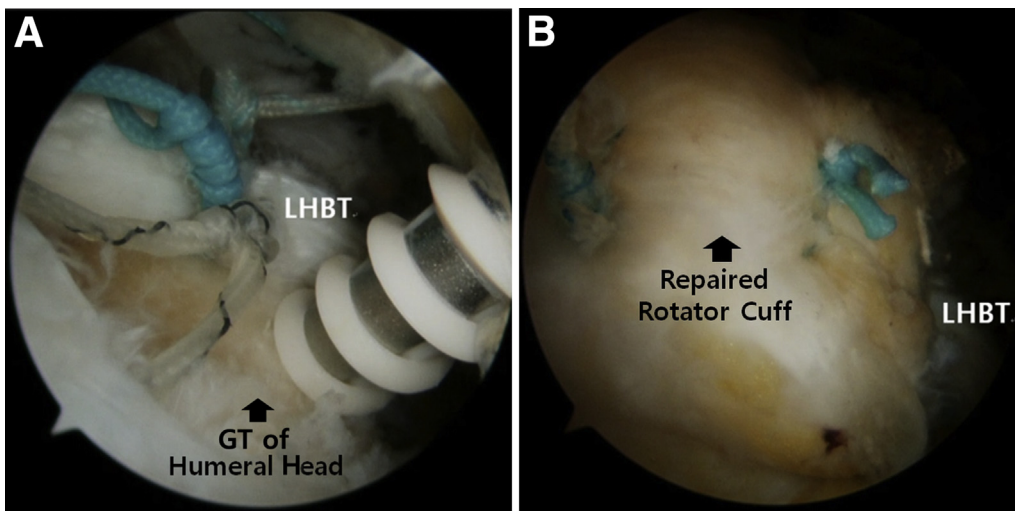 A
LHBT
GT of
Humeral Head
B
Repaired
Rotator Cuff
LHBT